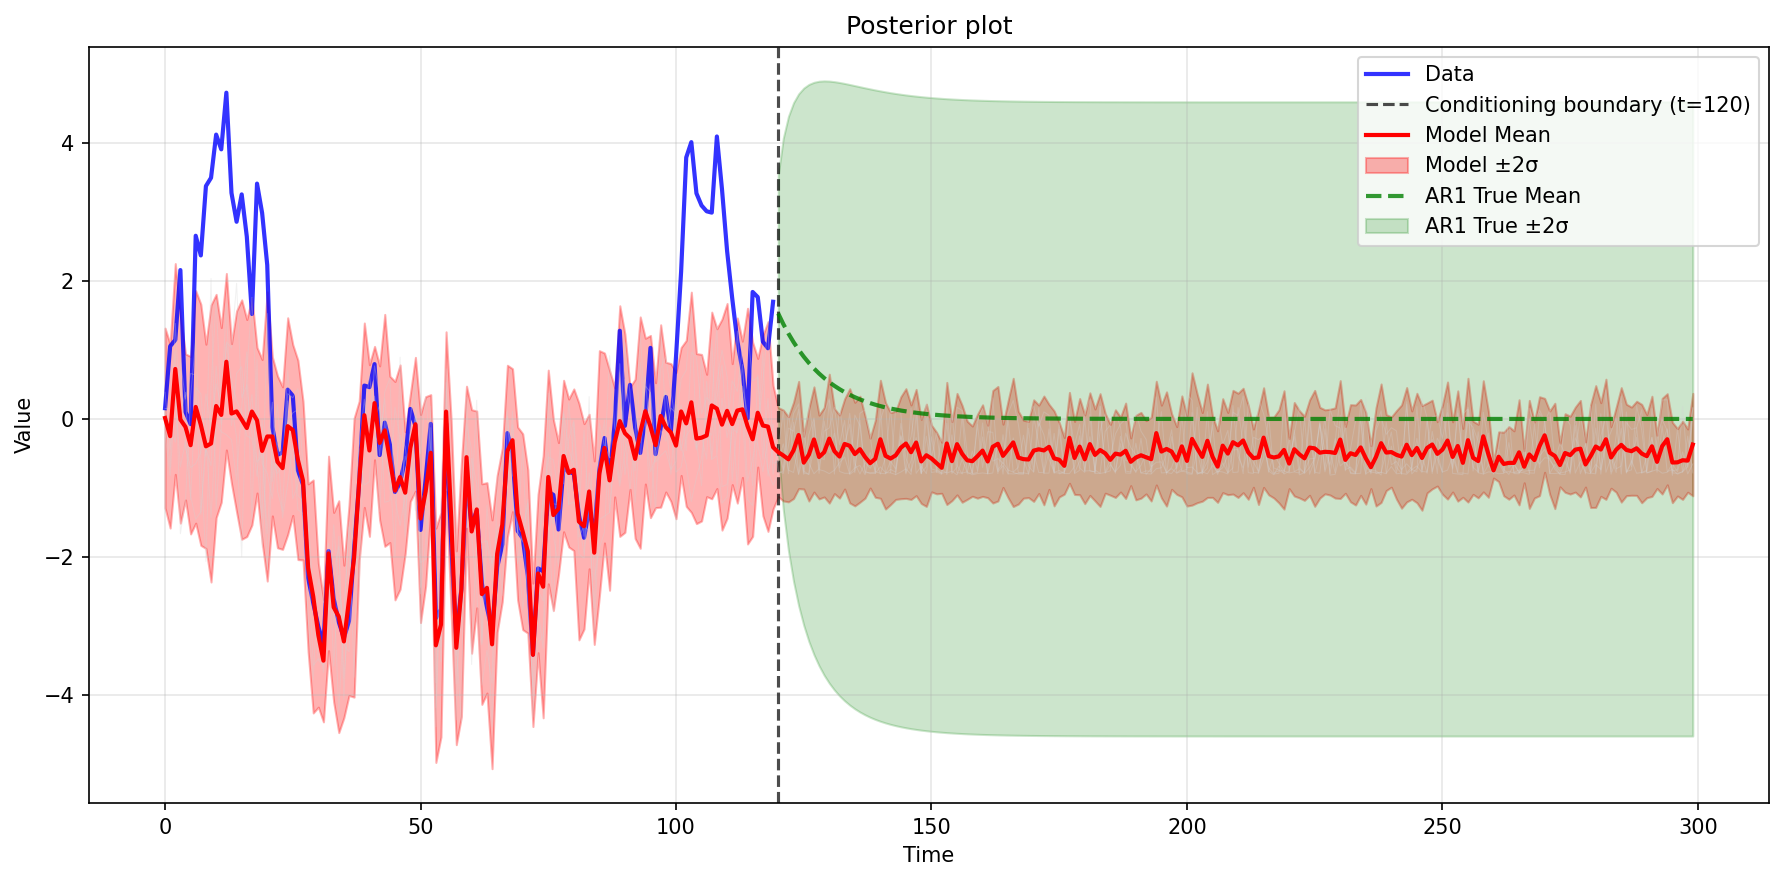 Posterior plot
Data
Conditioning boundary (t=120)
Model Mean
Model ±2σ
AR1 True Mean
AR1 True ±2σ
Value
4
2
0
−2
−4
0
50
100
150
200
250
300
Time